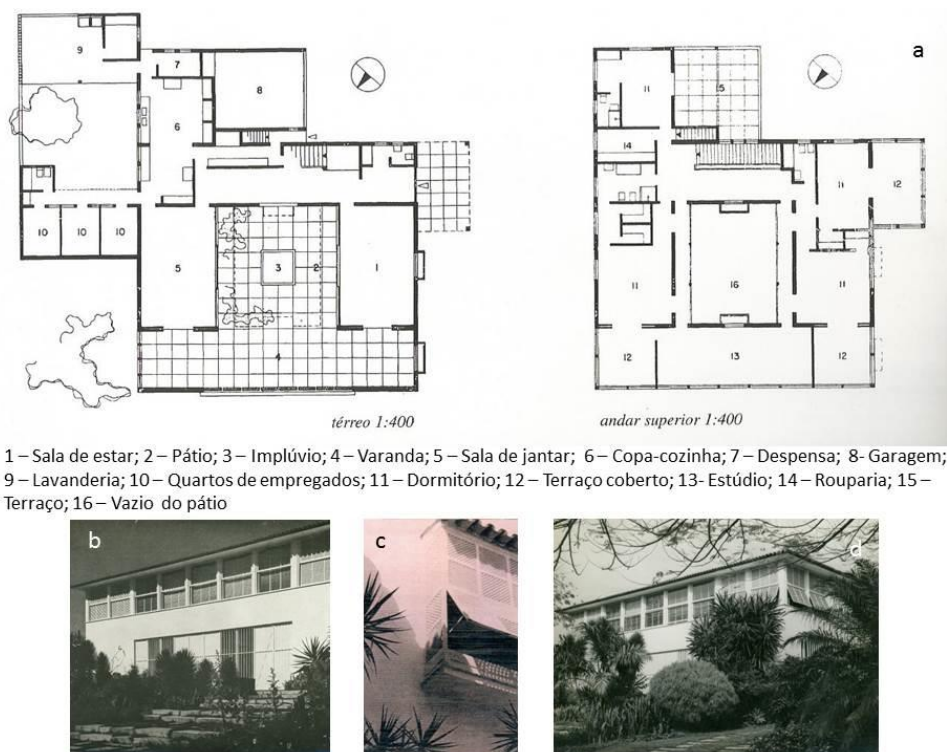 a
9
7
8
6
10
10
10
5
3
2
1
4
térreo 1:400
11
15
14
11
12
11
16
11
12
13
12
andar superior 1:400
1 – Sala de estar; 2 – Pátio; 3 – Implúvio; 4 – Varanda; 5 – Sala de jantar; 6 – Copa-cozinha; 7 – Despensa; 8- Garagem;
9 – Lavanderia; 10 – Quartos de empregados; 11 – Dormitório; 12 – Terraço coberto; 13- Estúdio; 14 – Rouparia; 15 –
Terraço; 16 – Vazio do pátio
b
c
d